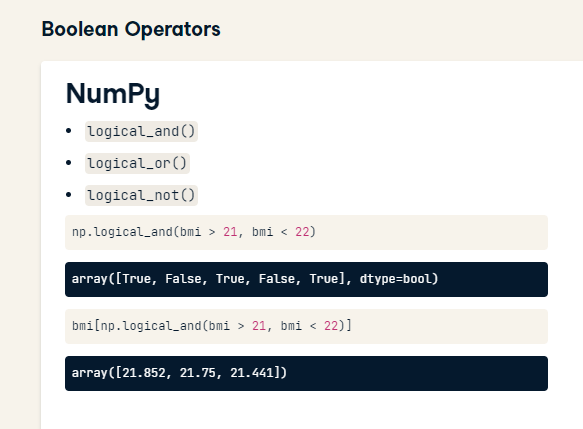 Boolean Operators
NumPy
• logical_and()
• logical_or()
• logical_not()
np.logical_and(bmi > 21, bmi < 22)
array([True, False, True, False, True], dtype=bool)
bmi[np.logical_and(bmi > 21, bmi < 22)]
array([21.852, 21.75, 21.441])